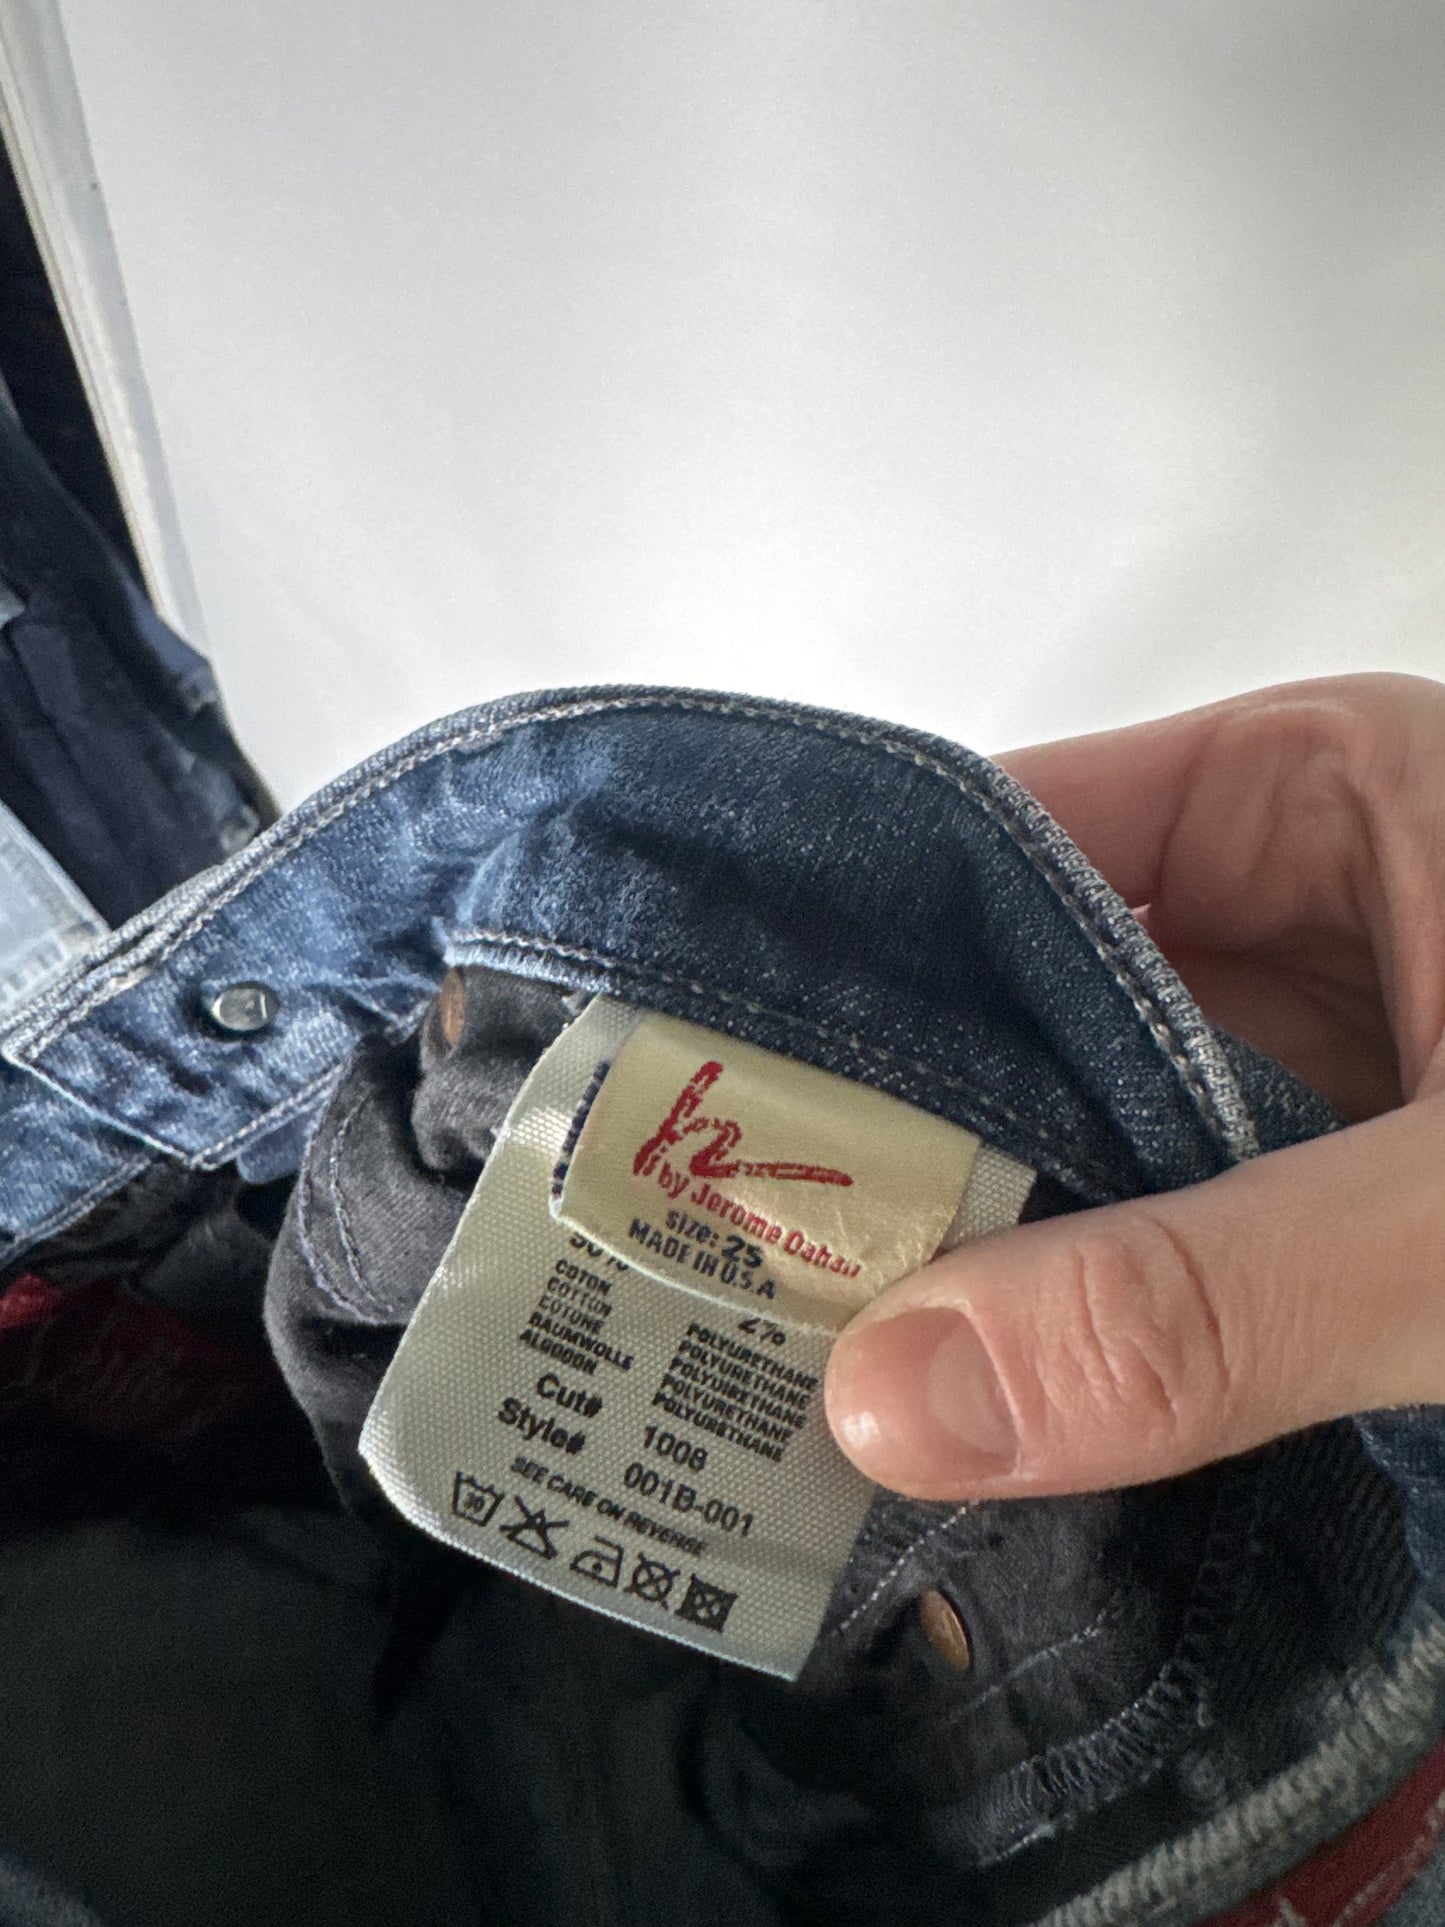 by Jerome Dahan
size: 25
MADE IN U.S.A
2%
COTON
COTTON
COTONE
BAUMWOLLE
ALGODON
POLYURETHANE
POLYURETHANE
POLYURETHANE
POLYURETHANE
POLYURETHANE
Cut# 1008
Style# 001B-001
SEE CARE ON REVERSE
30